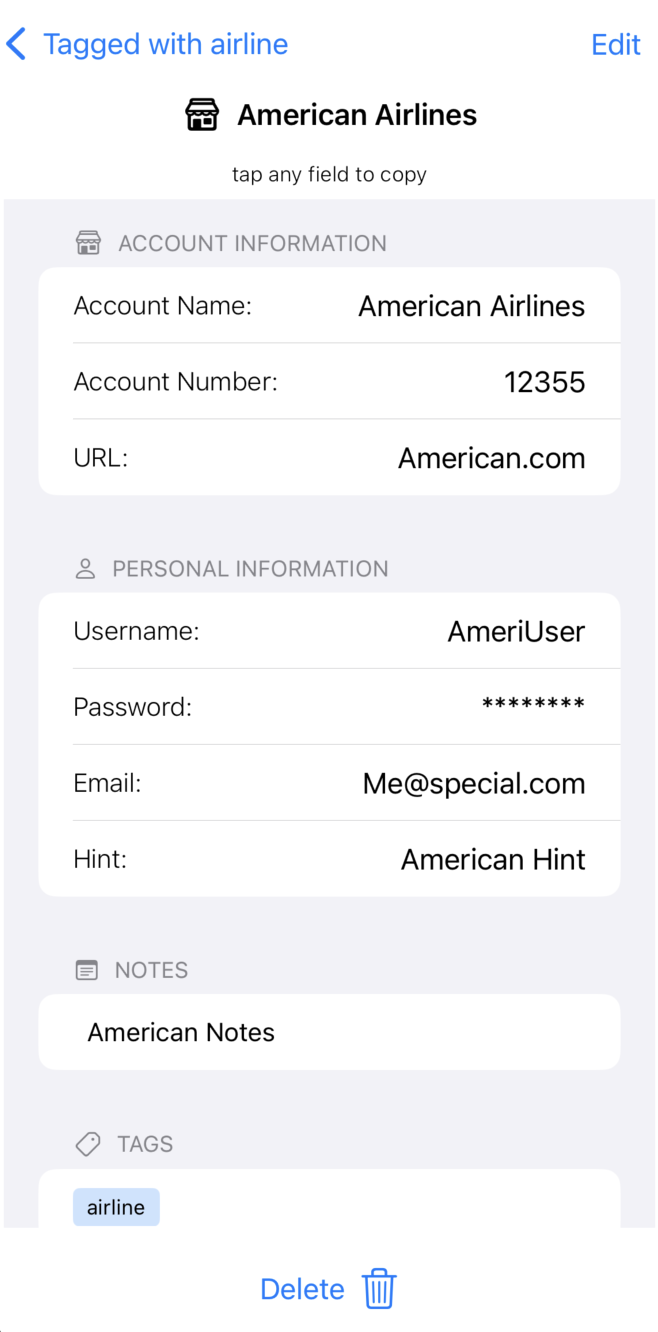 Tagged with airline
Edit
American Airlines
tap any field to copy
ACCOUNT INFORMATION
Account Name: American Airlines
Account Number: 12355
URL: American.com
PERSONAL INFORMATION
Username: AmeriUser
Password: ********
Email: Me@special.com
Hint: American Hint
NOTES
American Notes
TAGS
airline
Delete